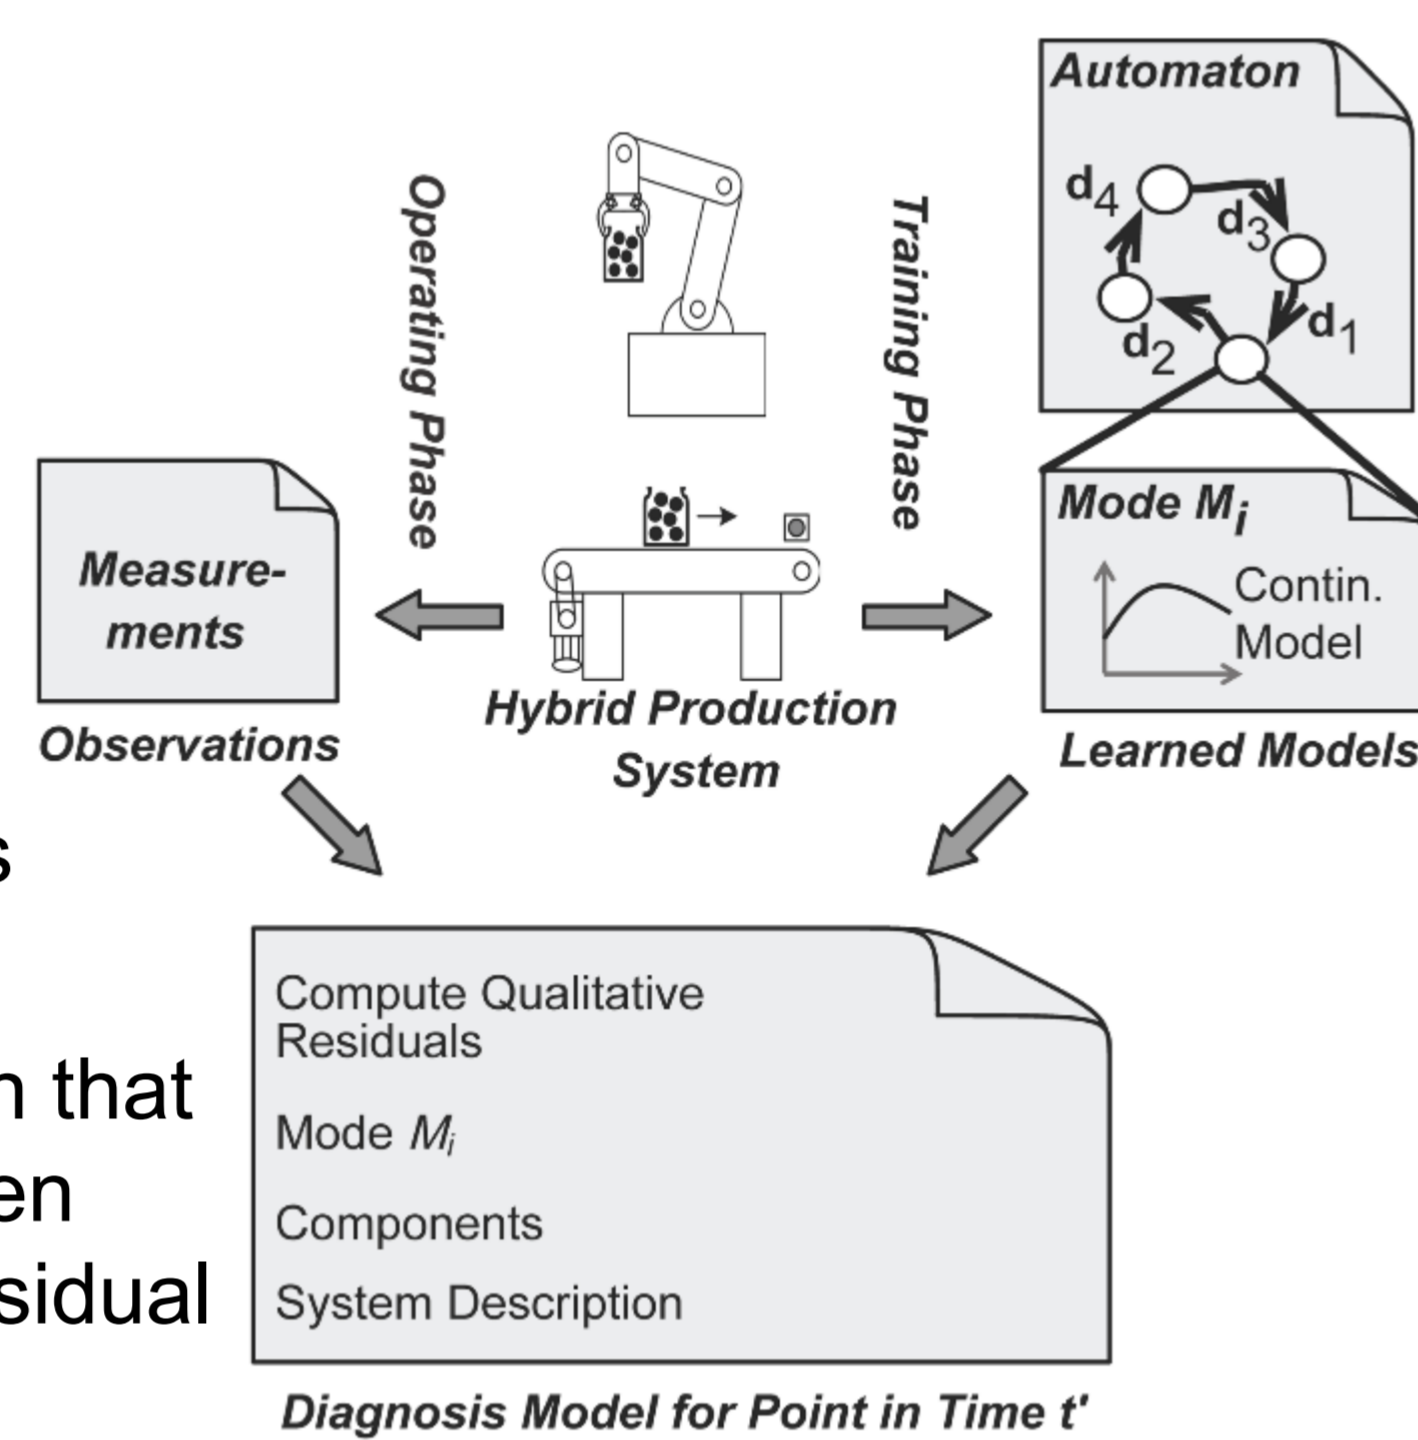 Automaton
d4
d3
d1
d2
Operating Phase
Training Phase
Mode Mi
Contin.
Model
Measure-
ments
Observations
Hybrid Production
System
Learned Models
s
n that
en
sidual
Compute Qualitative
Residuals
Mode Mi
Components
System Description
Diagnosis Model for Point in Time t'